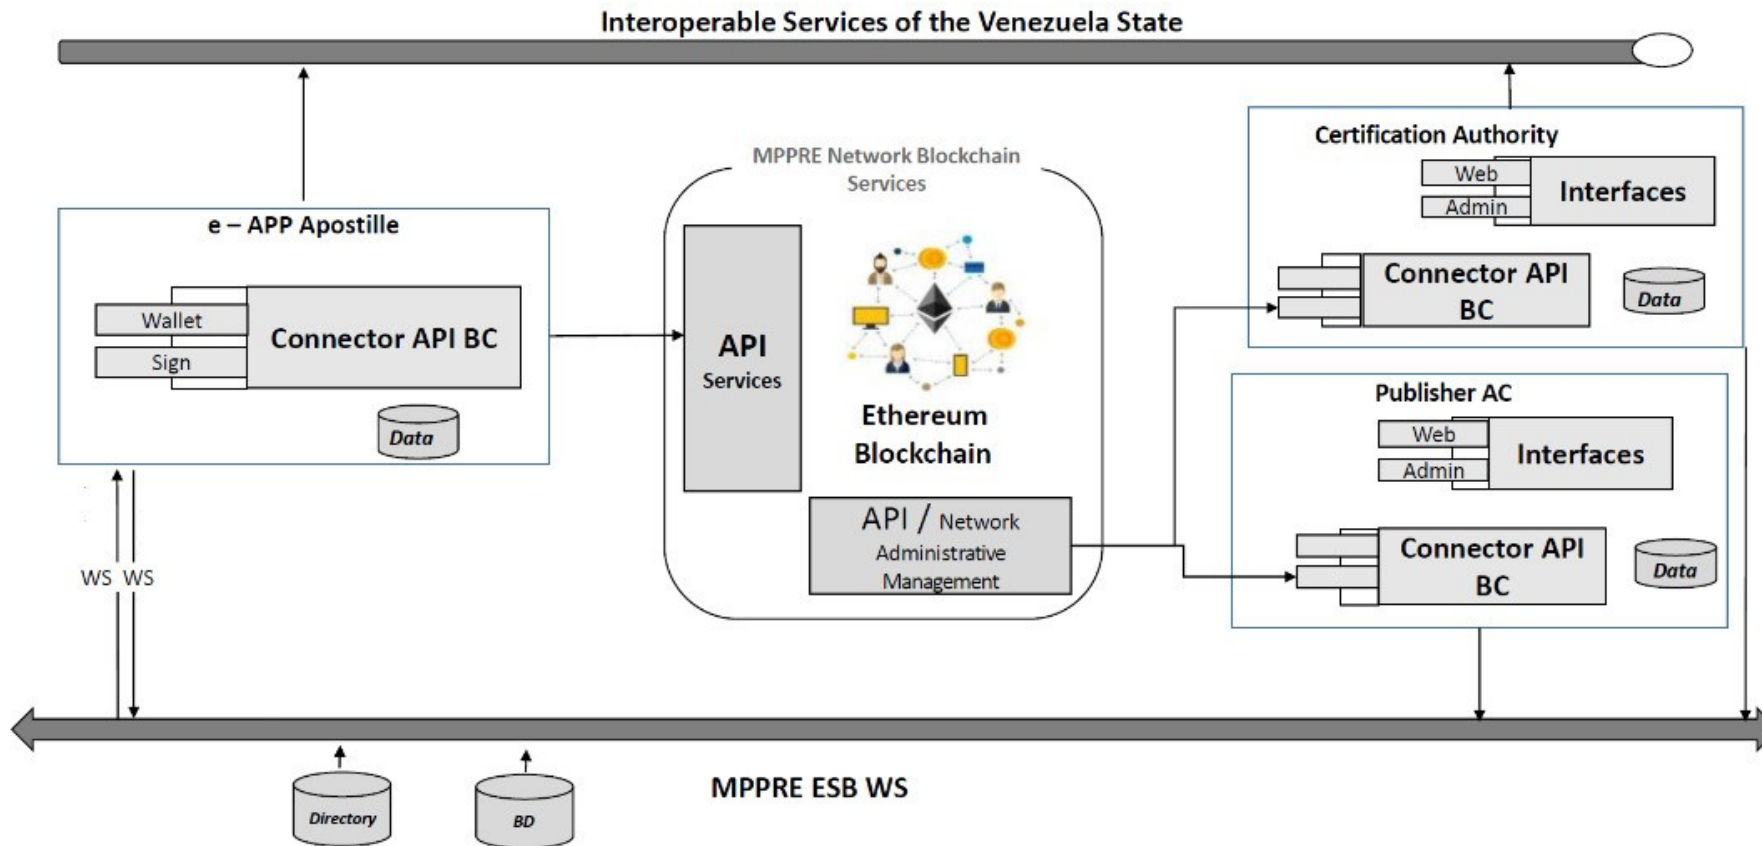 Interoperable Services of the Venezuela State
MPPRE Network Blockchain
Services
e – APP Apostille
Wallet
Sign
Connector API BC
Data
API
Services
Ethereum
Blockchain
API / Network
Administrative
Management
Certification Authority
Web
Admin
Interfaces
Connector API
BC
Data
Publisher AC
Web
Admin
Interfaces
Connector API
BC
Data
WS WS
Directory
BD
MPPRE ESB WS